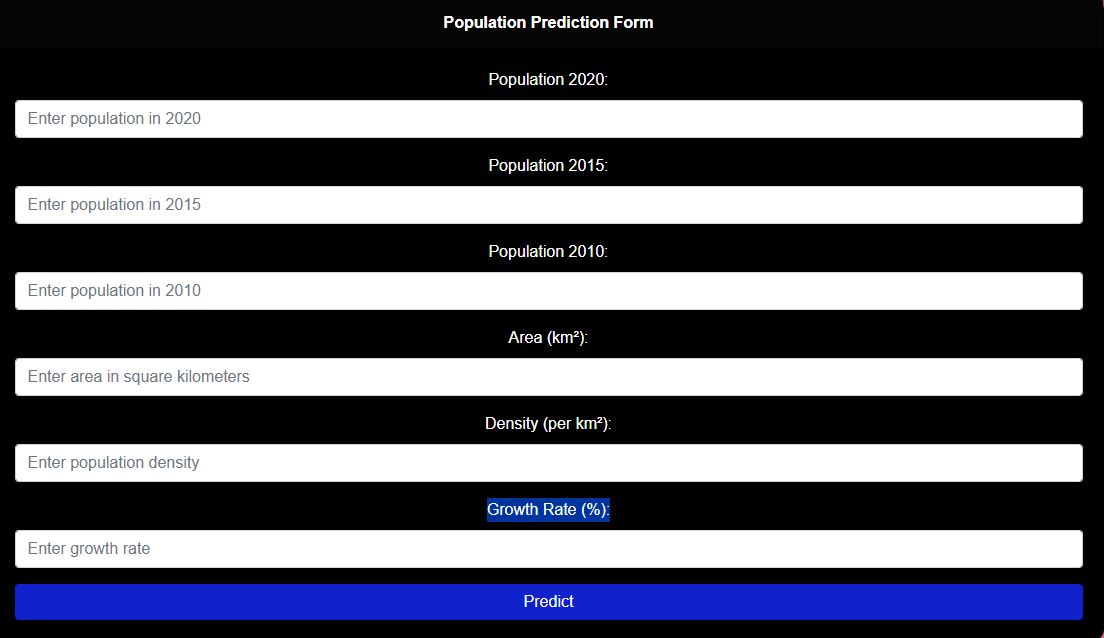 Population Prediction Form
Population 2020:
Enter population in 2020
Population 2015:
Enter population in 2015
Population 2010:
Enter population in 2010
Area (km²):
Enter area in square kilometers
Density (per km²):
Enter population density
Growth Rate (%):
Enter growth rate
Predict